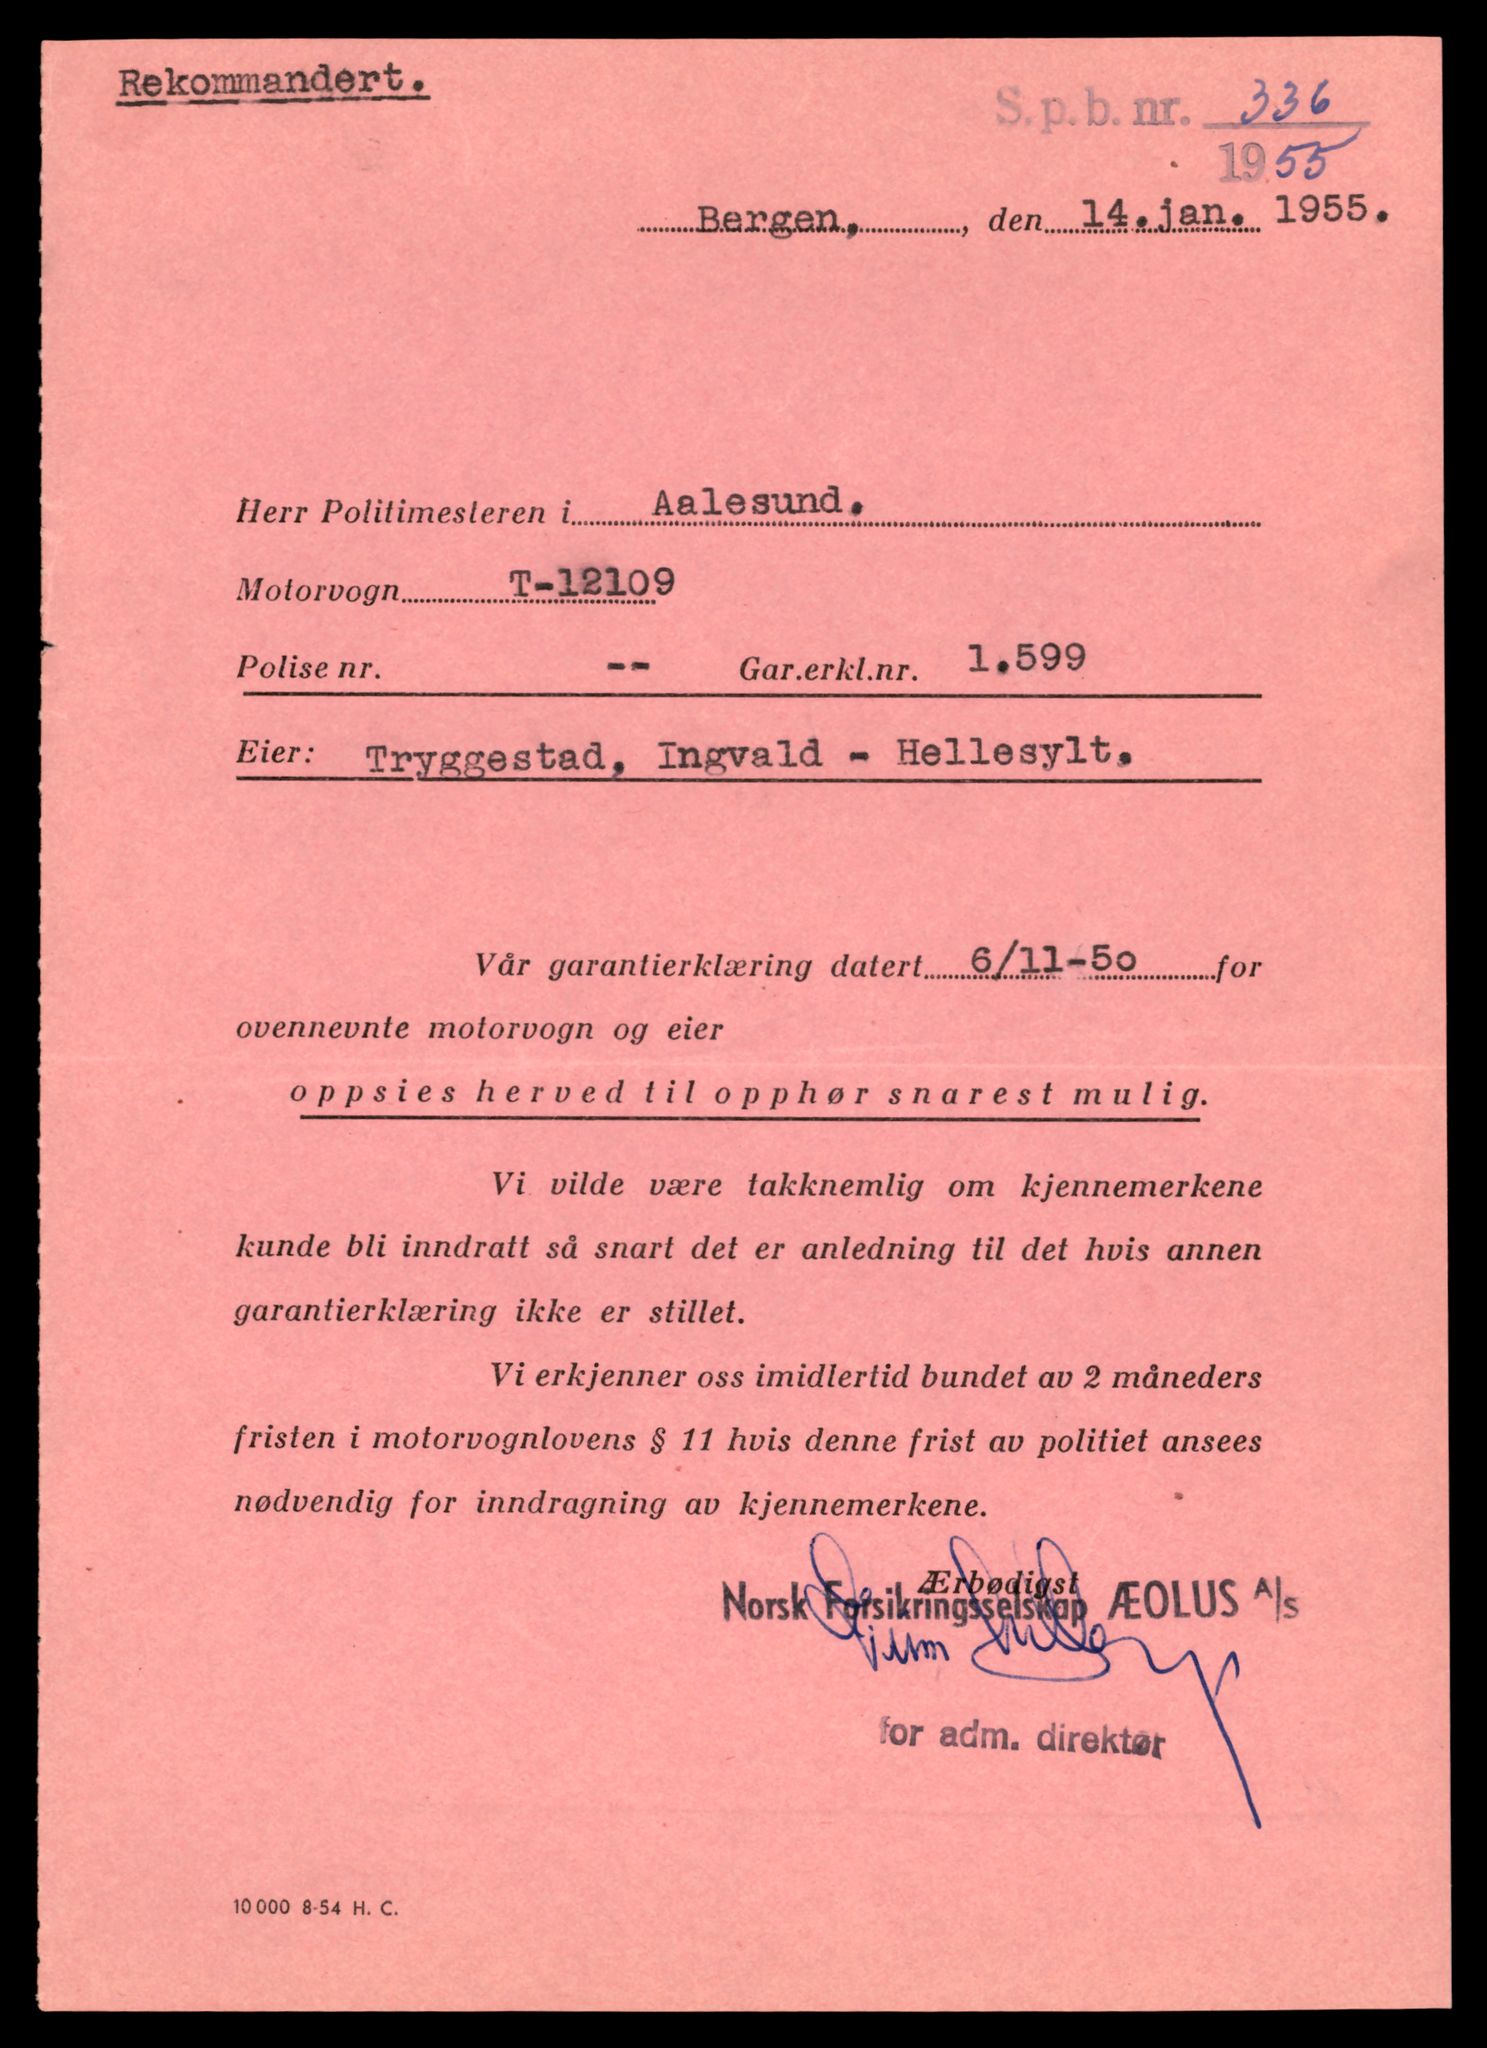 Rekommandert.
S.p.b. nr. 336
1955
Bergen, , den 14.jan. 1955.
Herr Politimesteren i Aalesund.
Motorvogn T-12109
Polise nr. -- Gar.erkl.nr. 1.599
Eier: Tryggestad, Ingvald - Hellesylt.
Vår garantierklæring datert 6/11-50 for
ovennevnte motorvogn og eier
oppsies herved til opphør snarest mulig.
Vi vilde være takknemlig om kjennemerkene
kunde bli inndratt så snart det er anledning til det hvis annen
garantierklæring ikke er stillet.
Vi erkjenner oss imidlertid bundet av 2 måneders
fristen i motorvognlovens § 11 hvis denne frist av politiet ansees
nødvendig for inndragning av kjennemerkene.
Ærbødigst
Norsk Forsikringsselskap ÆOLUS A/S
for adm. direktør
10 000 8-54 H. C.